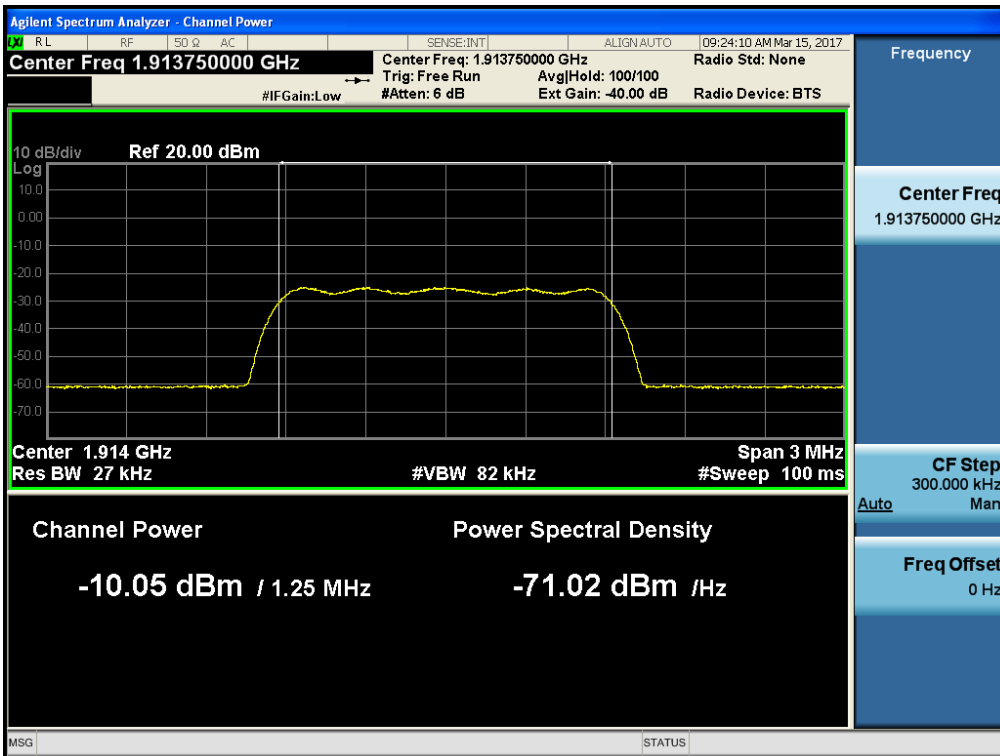 Agilent Spectrum Analyzer - Channel Power
LXI RL RF 50 Ω AC SENSE:INT ALIGN AUTO 09:24:10 AM Mar 15, 2017
Center Freq 1.913750000 GHz
Center Freq: 1.913750000 GHz Radio Std: None
Trig: Free Run Avg|Hold: 100/100
#IFGain:Low #Atten: 6 dB Ext Gain: -40.00 dB Radio Device: BTS
10 dB/div Ref 20.00 dBm
Log
10.0
0.00
-10.0
-20.0
-30.0
-40.0
-50.0
-60.0
-70.0
Center 1.914 GHz Span 3 MHz
Res BW 27 kHz #VBW 82 kHz #Sweep 100 ms
Channel Power Power Spectral Density
-10.05 dBm / 1.25 MHz -71.02 dBm /Hz
Frequency
Center Freq
1.913750000 GHz
CF Step
300.000 kHz
Auto Man
Freq Offset
0 Hz
MSG STATUS